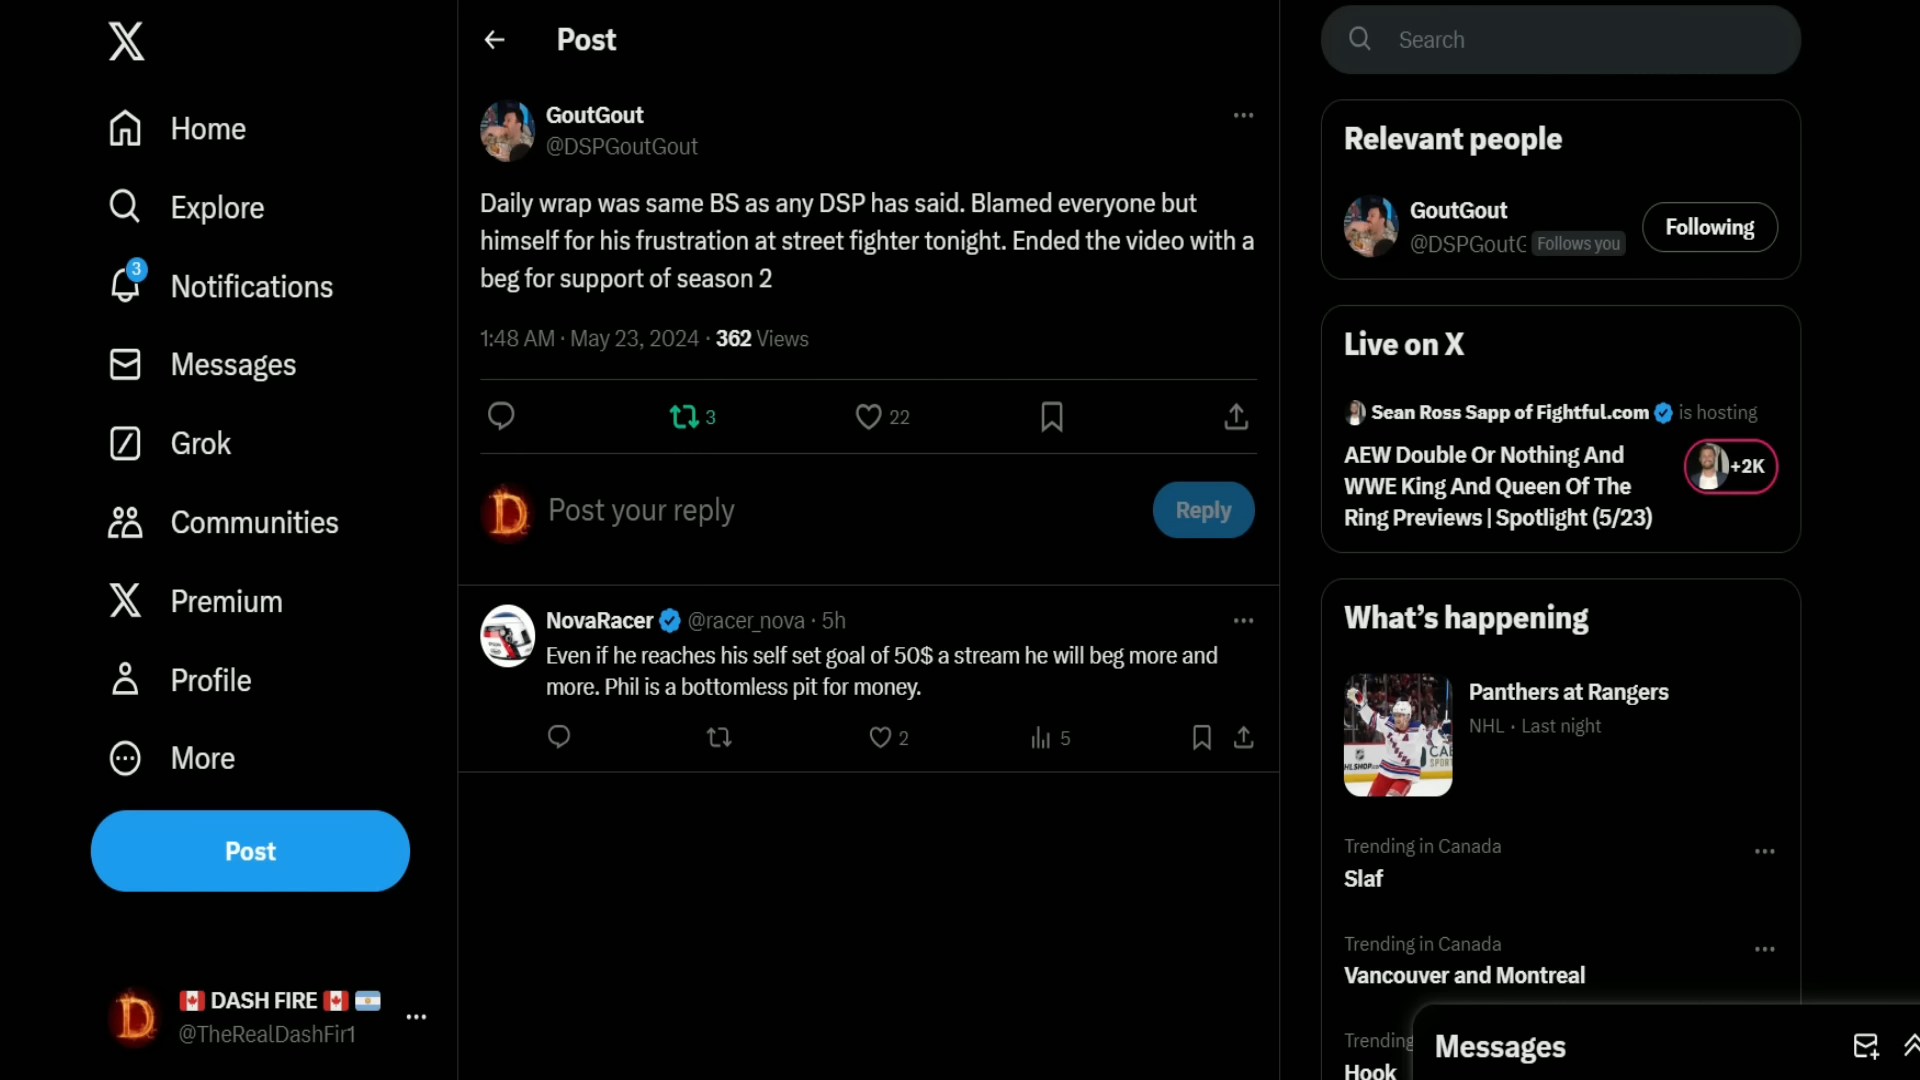 Home
Explore
3
Notifications
Messages
Grok
Communities
Premium
Profile
More
Post
🇨🇦 DASH FIRE 🇨🇦 🇦🇷
@TheRealDashFir1
Post
GoutGout
@DSPGoutGout
Daily wrap was same BS as any DSP has said. Blamed everyone but
himself for his frustration at street fighter tonight. Ended the video with a
beg for support of season 2
1:48 AM · May 23, 2024 · 362 Views
3
22
D
Post your reply
Reply
NovaRacer @racer_nova · 5h
Even if he reaches his self set goal of 50$ a stream he will beg more and
more. Phil is a bottomless pit for money.
2
5
Search
Relevant people
GoutGout
@DSPGoutG Follows you
Following
Live on X
Sean Ross Sapp of Fightful.com is hosting
AEW Double Or Nothing And
WWE King And Queen Of The
Ring Previews | Spotlight (5/23)
+2K
What's happening
Panthers at Rangers
NHL · Last night
Trending in Canada
Slaf
Trending in Canada
Vancouver and Montreal
Trending
Hook
Messages